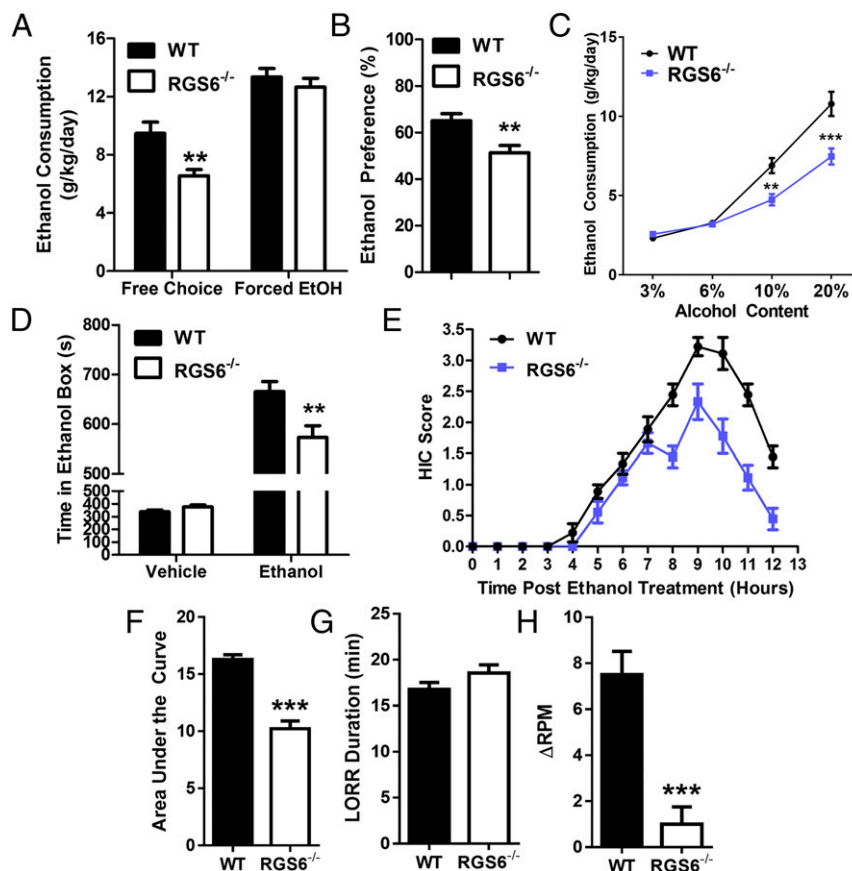 A
Ethanol Consumption
(g/kg/day)
16
12
8
4
0
WT
RGS6-/-
**
Free Choice
Forced EtOH
B
Ethanol Preference (%)
100
80
60
40
20
0
WT
RGS6-/-
**
C
Ethanol Consumption (g/kg/day)
15
10
5
0
WT
RGS6-/-
**
***
3%
6%
10%
20%
Alcohol Content
D
Time in Ethanol Box (s)
800
700
600
500
500
400
300
200
100
0
WT
RGS6-/-
**
Vehicle
Ethanol
E
HIC Score
3.5
3.0
2.5
2.0
1.5
1.0
0.5
0.0
WT
RGS6-/-
0 1 2 3 4 5 6 7 8 9 10 11 12 13
Time Post Ethanol Treatment (Hours)
F
Area Under the Curve
20
15
10
5
0
***
WT
RGS6-/-
G
LORR Duration (min)
25
20
15
10
5
0
WT
RGS6-/-
H
ΔRPM
10
8
6
4
2
0
***
WT
RGS6-/-